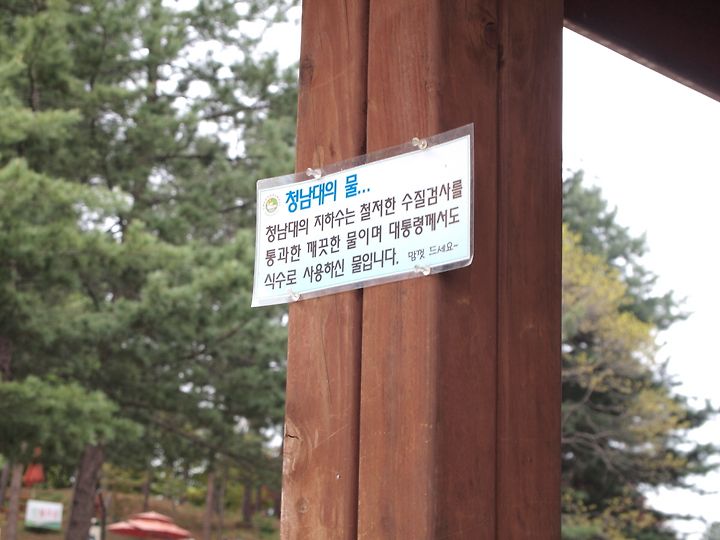 청남대의 물...
청남대의 지하수는 철저한 수질검사를
통과한 깨끗한 물이며 대통령께서도
식수로 사용하신 물입니다. 맘껏 드세요~